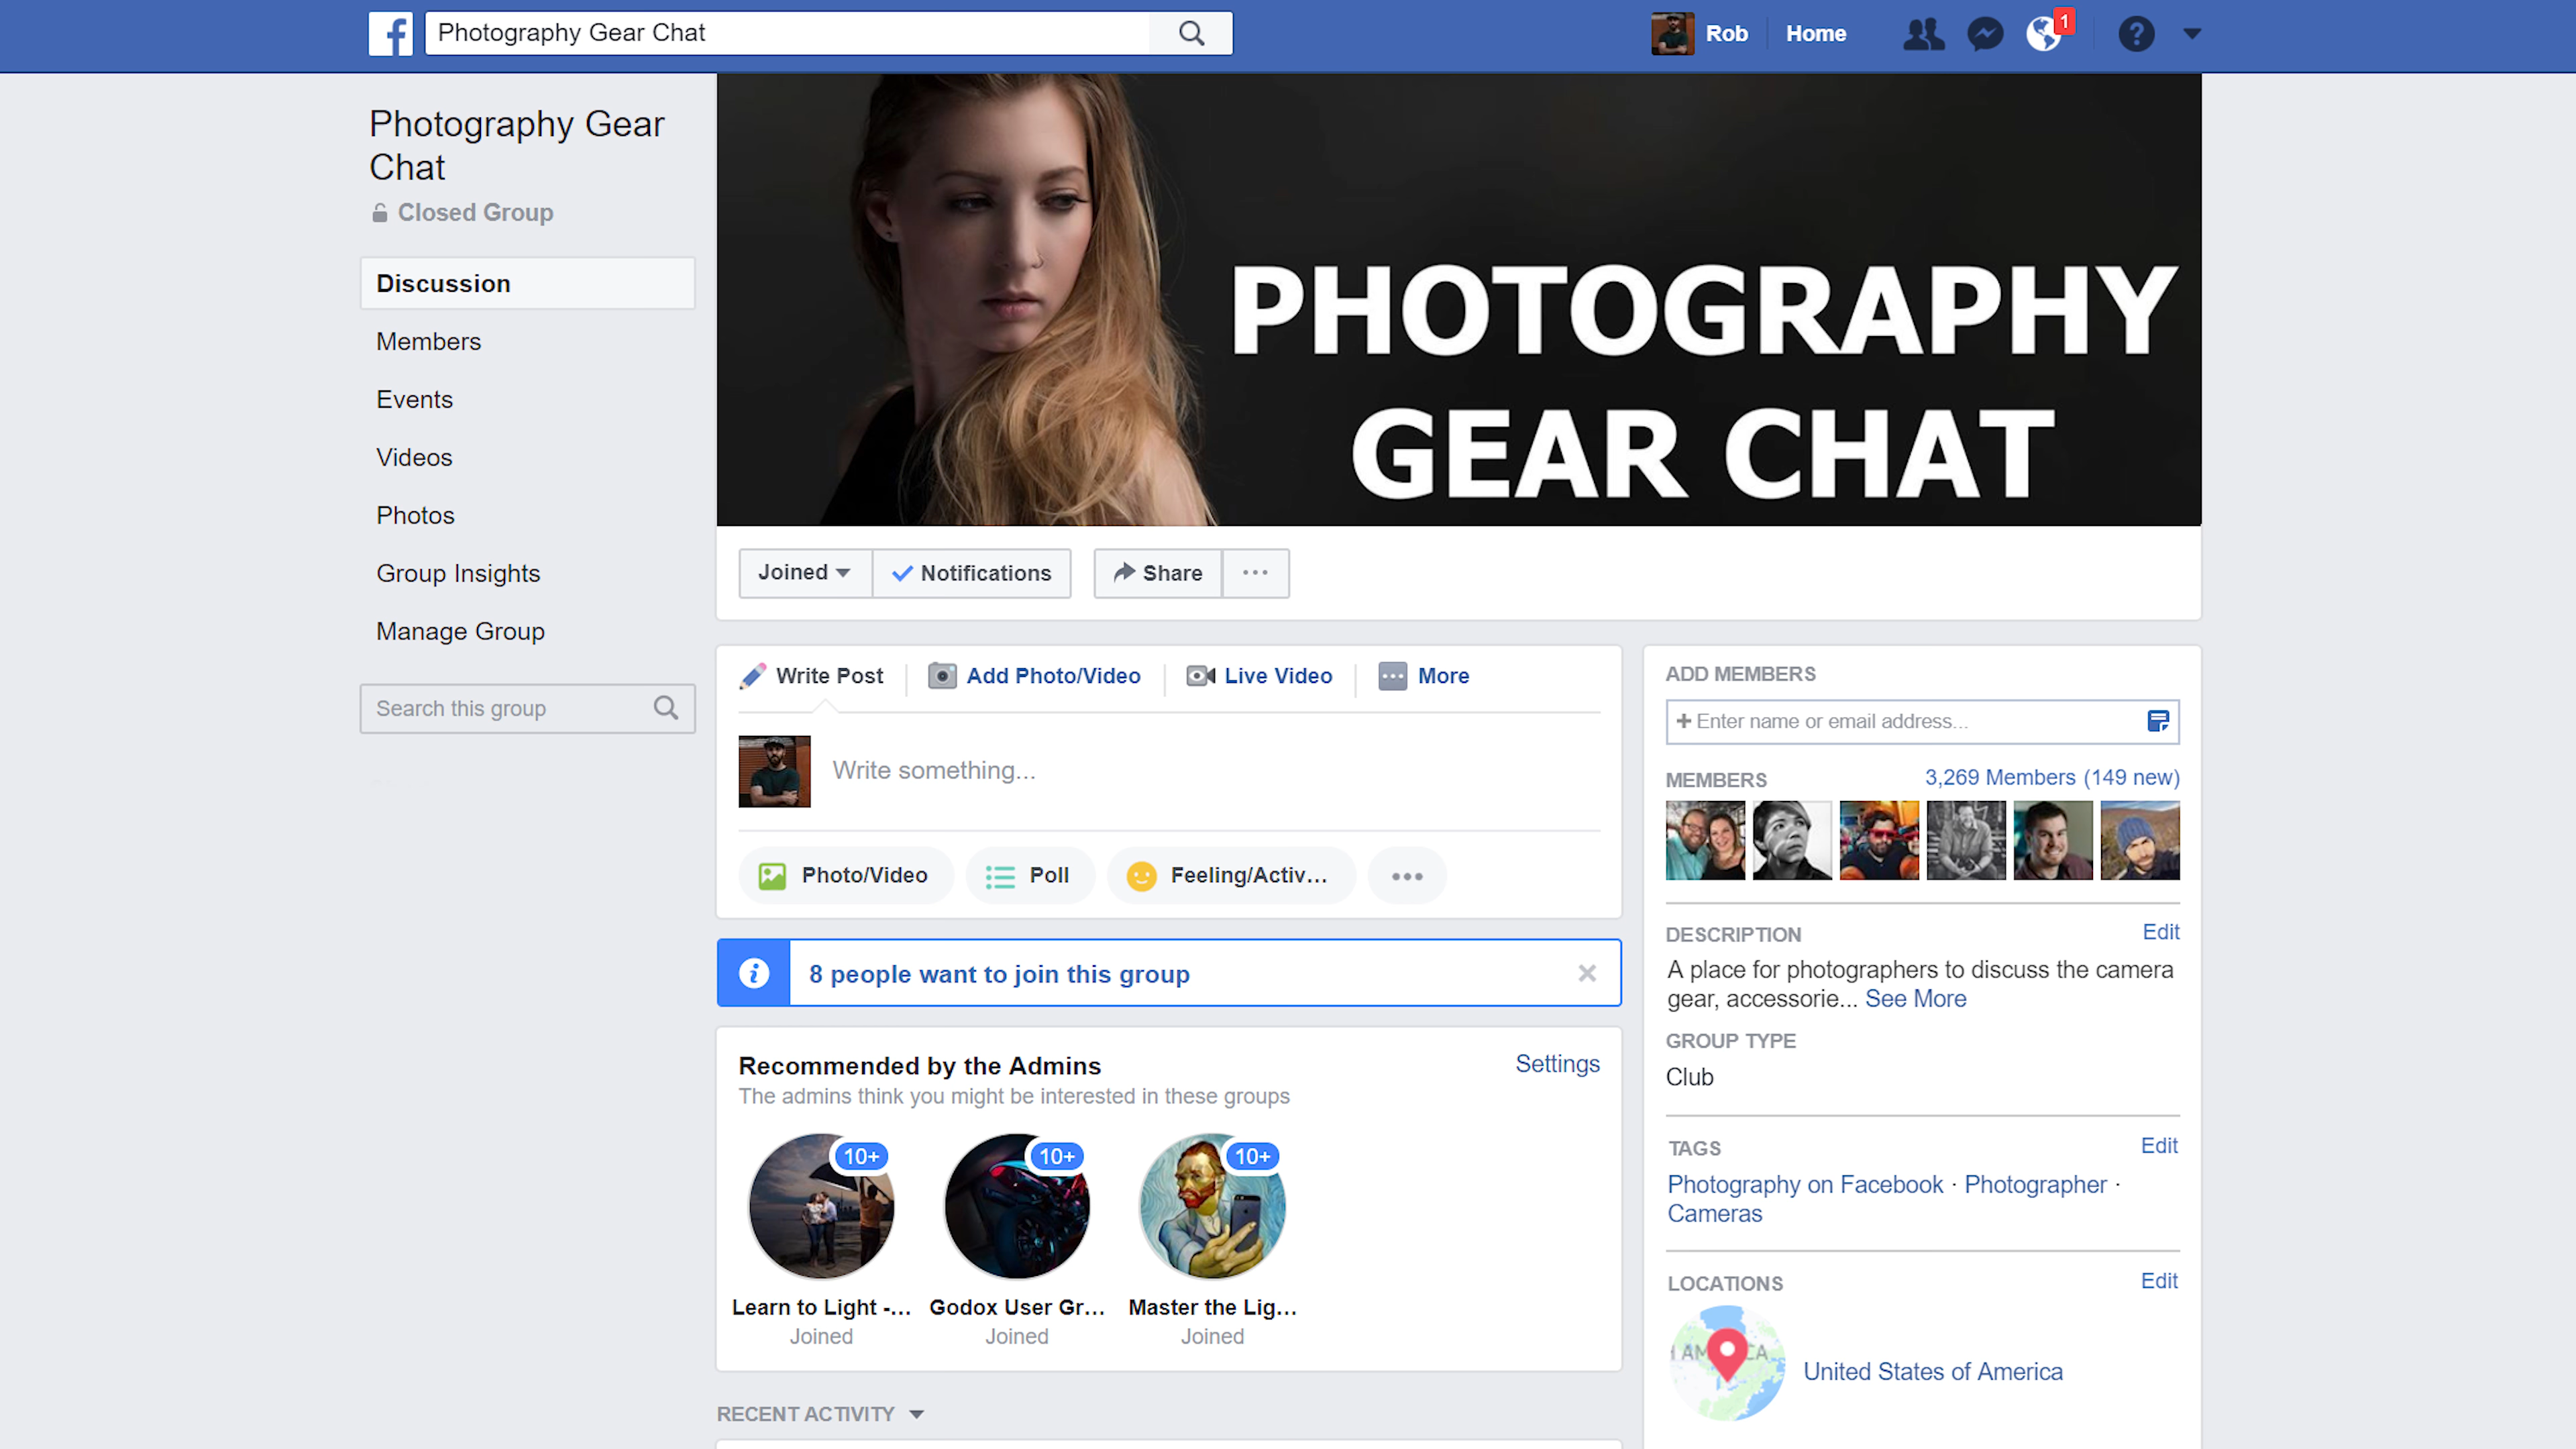 f
Photography Gear Chat
Rob
Home
1
?
Photography Gear
Chat
Closed Group
Discussion
Members
Events
Videos
Photos
Group Insights
Manage Group
Search this group
PHOTOGRAPHY
GEAR CHAT
Joined
Notifications
Share
Write Post
Add Photo/Video
Live Video
More
Write something...
Photo/Video
Poll
Feeling/Activ...
8 people want to join this group
Recommended by the Admins
Settings
The admins think you might be interested in these groups
10+
10+
10+
Learn to Light -...
Godox User Gr...
Master the Lig...
Joined
Joined
Joined
RECENT ACTIVITY
ADD MEMBERS
+ Enter name or email address...
MEMBERS
3,269 Members (149 new)
DESCRIPTION
Edit
A place for photographers to discuss the camera
gear, accessorie... See More
GROUP TYPE
Club
TAGS
Edit
Photography on Facebook · Photographer ·
Cameras
LOCATIONS
Edit
United States of America